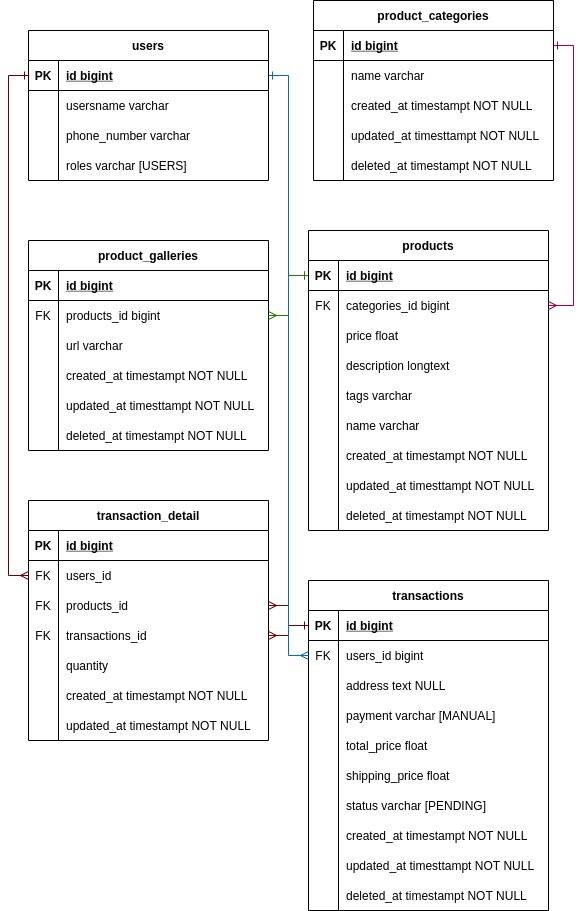 product_categories
PK id bigint
name varchar
created_at timestampt NOT NULL
updated_at timesttampt NOT NULL
deleted_at timestampt NOT NULL
users
PK id bigint
usersname varchar
phone_number varchar
roles varchar [USERS]
product_galleries
PK id bigint
FK products_id bigint
url varchar
created_at timestampt NOT NULL
updated_at timesttampt NOT NULL
deleted_at timestampt NOT NULL
products
PK id bigint
FK categories_id bigint
price float
description longtext
tags varchar
name varchar
created_at timestampt NOT NULL
updated_at timesttampt NOT NULL
deleted_at timestampt NOT NULL
transaction_detail
PK id bigint
FK users_id
FK products_id
FK transactions_id
quantity
created_at timestampt NOT NULL
updated_at timestampt NOT NULL
transactions
PK id bigint
FK users_id bigint
address text NULL
payment varchar [MANUAL]
total_price float
shipping_price float
status varchar [PENDING]
created_at timestampt NOT NULL
updated_at timesttampt NOT NULL
deleted_at timestampt NOT NULL